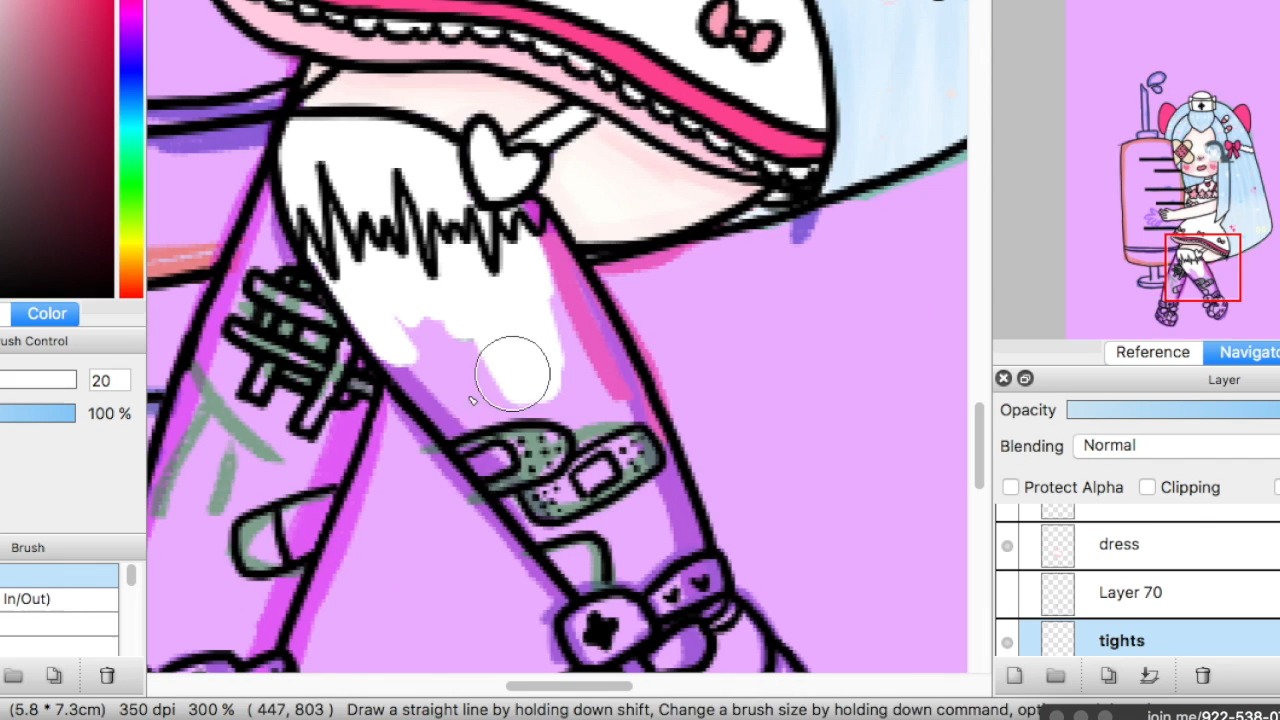 Color
ush Control
20
100 %
Brush
In/Out)
Reference
Navigato
Layer
Opacity
Blending
Normal
Protect Alpha
Clipping
dress
Layer 70
tights
(5.8 * 7.3cm) 350 dpi 300 % ( 447, 803 ) Draw a straight line by holding down shift, Change a brush size by holding down command, opt
join.me/922-538-0